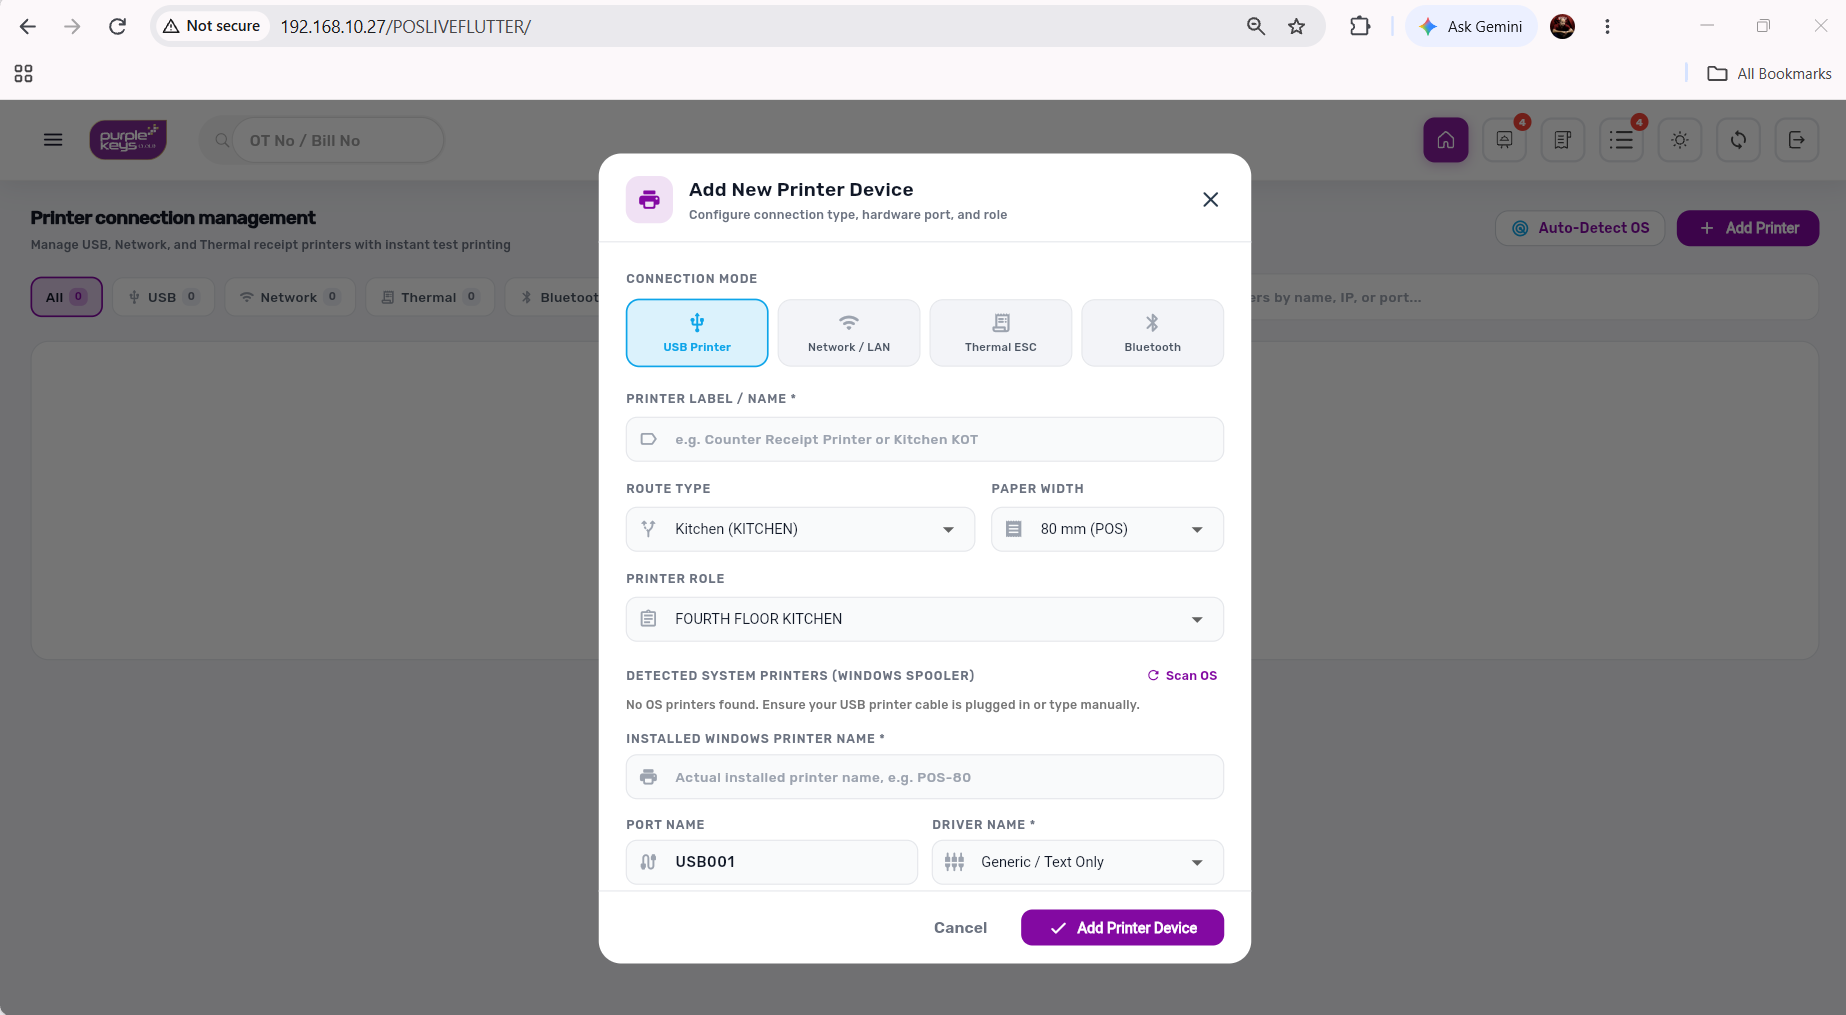 Not secure
192.168.10.27/POSLIVEFLUTTER/
Ask Gemini
All Bookmarks
purple keys CLOUD
OT No / Bill No
4
4
Printer connection management
Manage USB, Network, and Thermal receipt printers with instant test printing
Auto-Detect OS
Add Printer
All 0
USB 0
Network 0
Thermal 0
Bluetoot
ers by name, IP, or port...
Add New Printer Device
Configure connection type, hardware port, and role
CONNECTION MODE
USB Printer
Network / LAN
Thermal ESC
Bluetooth
PRINTER LABEL / NAME *
e.g. Counter Receipt Printer or Kitchen KOT
ROUTE TYPE
PAPER WIDTH
Kitchen (KITCHEN)
80 mm (POS)
PRINTER ROLE
FOURTH FLOOR KITCHEN
DETECTED SYSTEM PRINTERS (WINDOWS SPOOLER)
Scan OS
No OS printers found. Ensure your USB printer cable is plugged in or type manually.
INSTALLED WINDOWS PRINTER NAME *
Actual installed printer name, e.g. POS-80
PORT NAME
DRIVER NAME *
USB001
Generic / Text Only
Cancel
Add Printer Device